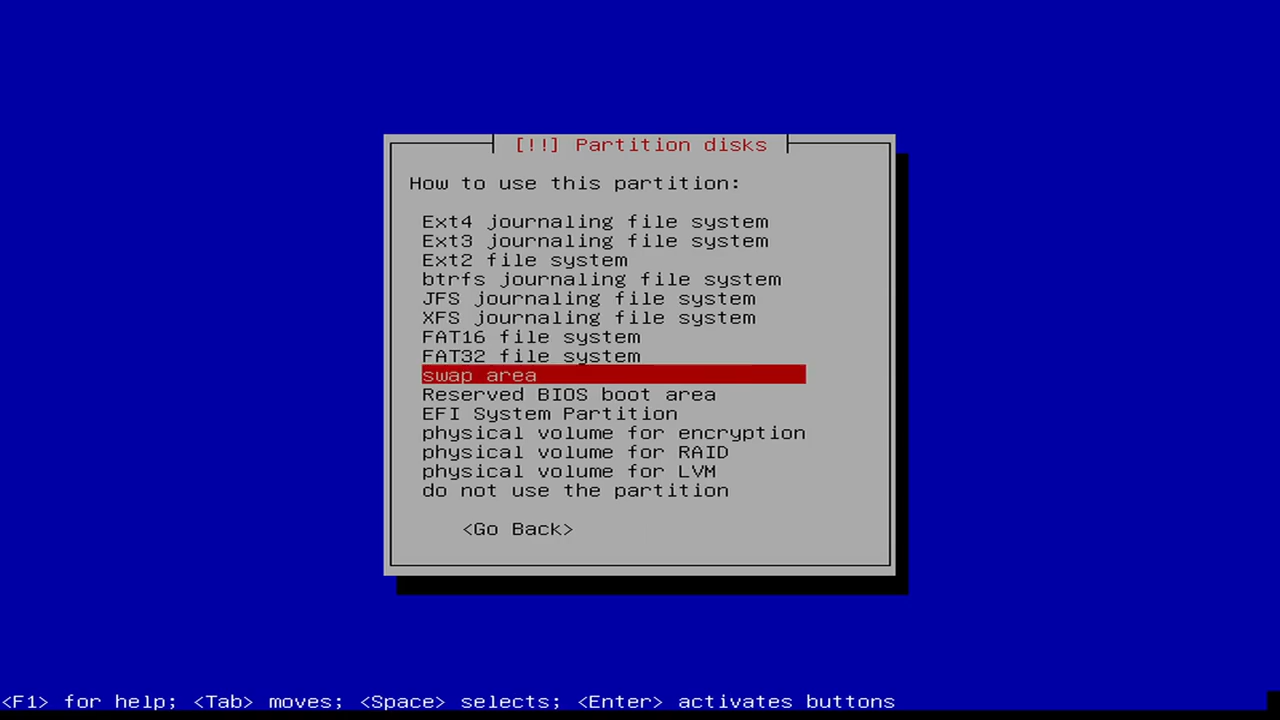 [!!] Partition disks
How to use this partition:
Ext4 journaling file system
Ext3 journaling file system
Ext2 file system
btrfs journaling file system
JFS journaling file system
XFS journaling file system
FAT16 file system
FAT32 file system
swap area
Reserved BIOS boot area
EFI System Partition
physical volume for encryption
physical volume for RAID
physical volume for LVM
do not use the partition
<Go Back>
<F1> for help; <Tab> moves; <Space> selects; <Enter> activates buttons